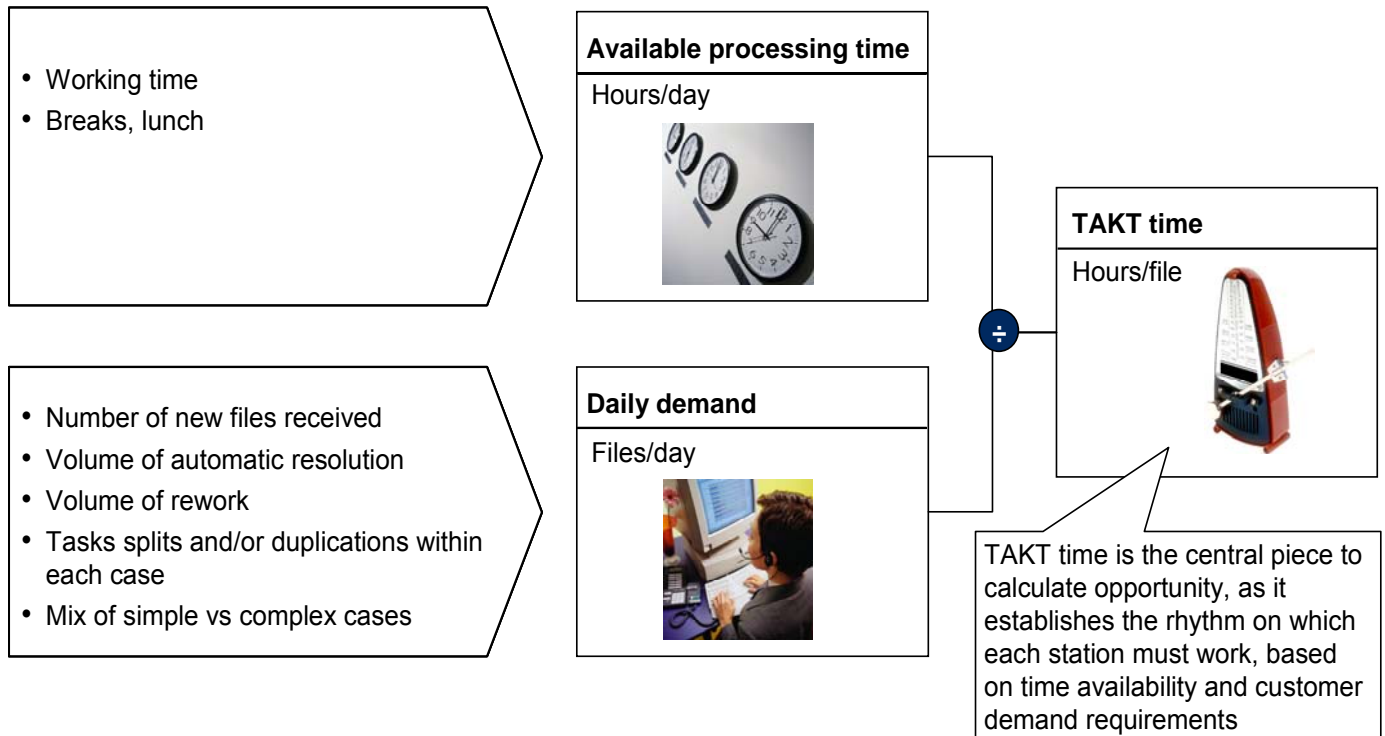 • Working time
• Breaks, lunch
Available processing time
Hours/day
• Number of new files received
• Volume of automatic resolution
• Volume of rework
• Tasks splits and/or duplications within
each case
• Mix of simple vs complex cases
Daily demand
Files/day
÷
TAKT time
Hours/file
TAKT time is the central piece to
calculate opportunity, as it
establishes the rhythm on which
each station must work, based
on time availability and customer
demand requirements